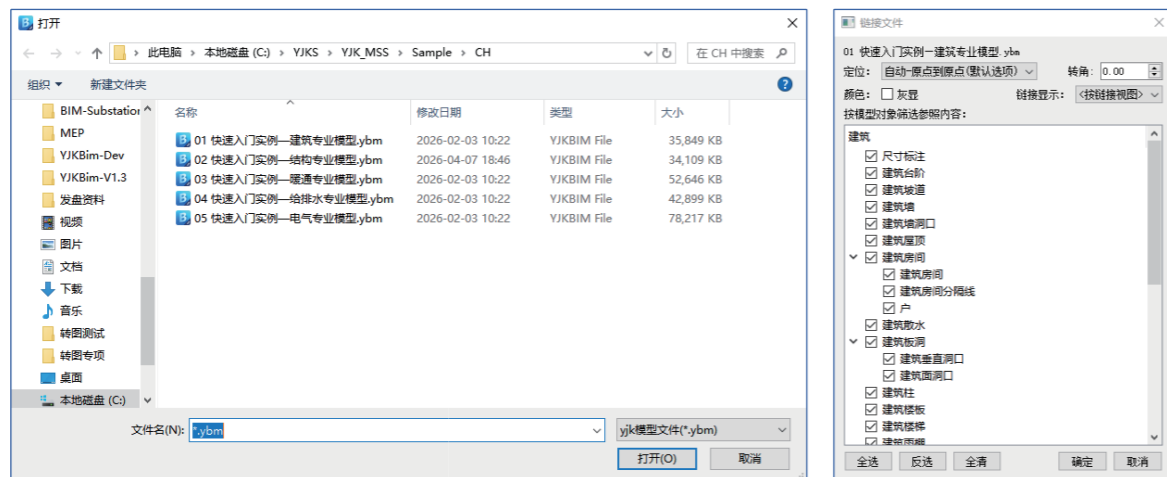 打开
此电脑 › 本地磁盘 (C:) › YJKS › YJK_MSS › Sample › CH
在 CH 中搜索
组织
新建文件夹
BIM-Substation
MEP
YJKBim-Dev
YJKBim-V1.3
发盘资料
视频
图片
文档
下载
音乐
转图测试
转图专项
桌面
本地磁盘 (C:)
名称 修改日期 类型 大小
01 快速入门实例—建筑专业模型.ybm 2026-02-03 10:22 YJKBIM File 35,849 KB
02 快速入门实例—结构专业模型.ybm 2026-04-07 18:46 YJKBIM File 34,109 KB
03 快速入门实例—暖通专业模型.ybm 2026-02-03 10:22 YJKBIM File 52,646 KB
04 快速入门实例—给排水专业模型.ybm 2026-02-03 10:22 YJKBIM File 42,899 KB
05 快速入门实例—电气专业模型.ybm 2026-02-03 10:22 YJKBIM File 78,217 KB
文件名(N): *.ybm yjk模型文件(*.ybm)
打开(O) 取消
链接文件
01 快速入门实例—建筑专业模型.ybm
定位: 自动-原点到原点(默认选项) 转角: 0.00
颜色: 灰显 链接显示: <按链接视图>
按模型对象筛选参照内容:
建筑
尺寸标注
建筑台阶
建筑坡道
建筑墙
建筑墙洞口
建筑屋顶
建筑房间
建筑房间
建筑房间分隔线
户
建筑散水
建筑板洞
建筑垂直洞口
建筑面洞口
建筑柱
建筑楼板
建筑楼梯
建筑雨棚
全选 反选 全清 确定 取消